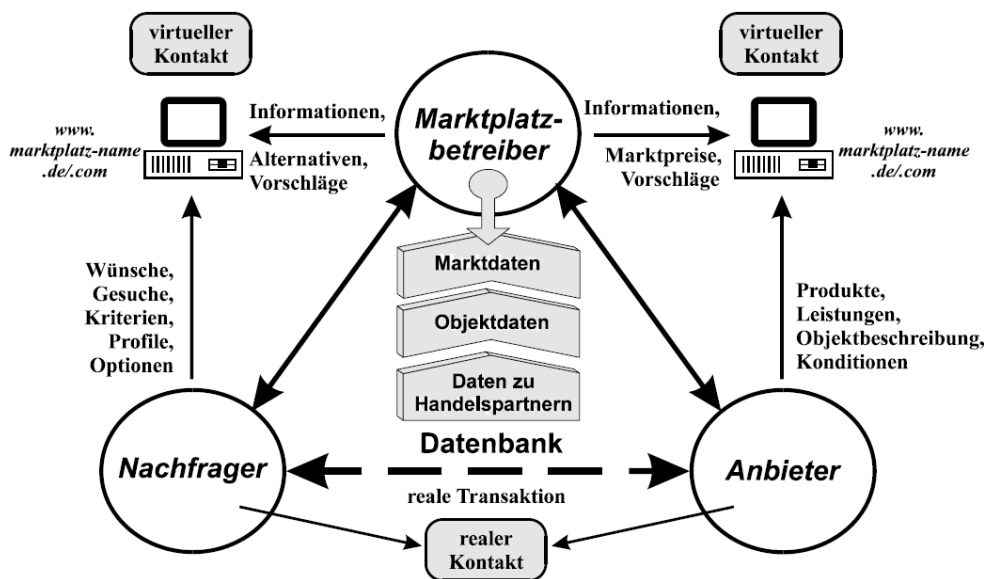 virtueller
Kontakt
virtueller
Kontakt
www.
marktplatz-name
.de/.com
Informationen,
Alternativen,
Vorschläge
Marktplatz-
betreiber
Informationen,
Marktpreise,
Vorschläge
www.
marktplatz-name
.de/.com
Wünsche,
Gesuche,
Kriterien,
Profile,
Optionen
Marktdaten
Objektdaten
Daten zu
Handelspartnern
Datenbank
Produkte,
Leistungen,
Objektbeschreibung,
Konditionen
Nachfrager
reale Transaktion
Anbieter
realer
Kontakt